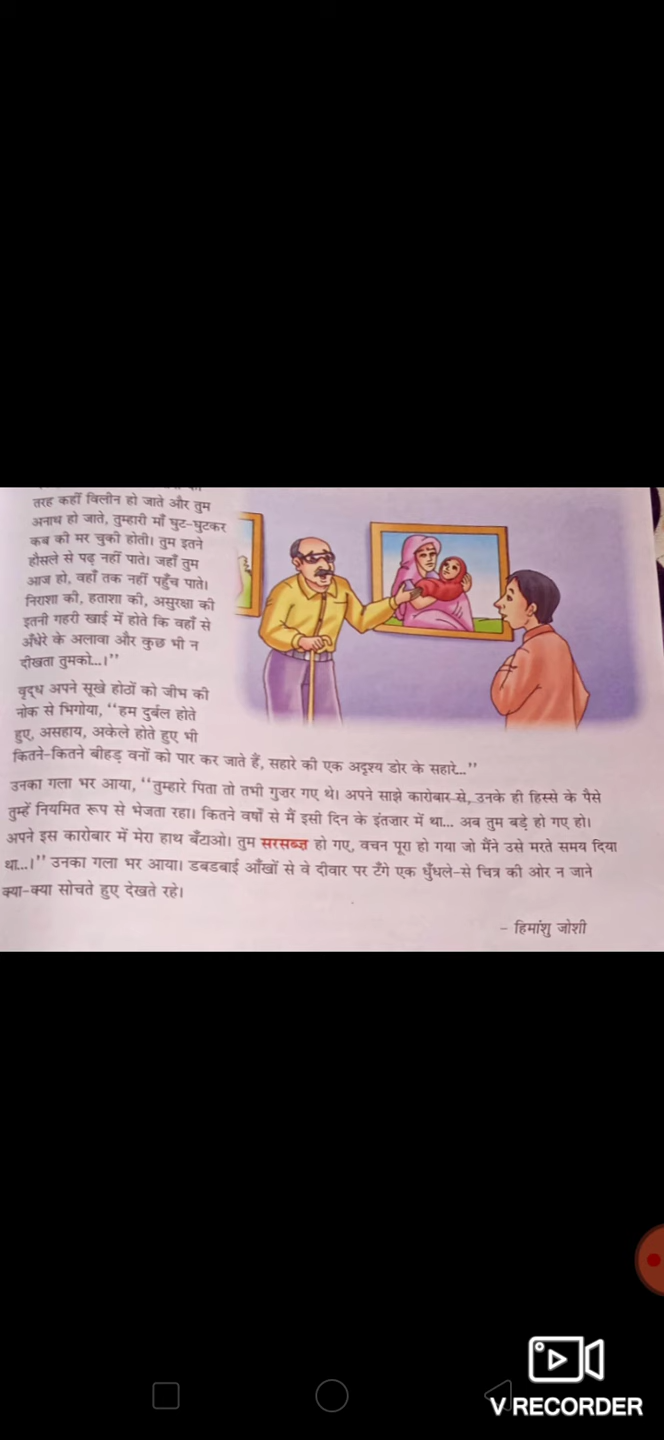 तरह कहाँ विलीन हो जाते और तुम
अनाथ हो जाते, तुम्हारी माँ घुट-घुटकर
कब की मर चुकी होती। तुम इतने
हौसले से पढ़ नहीं पाते। जहाँ तुम
आज हो, वहाँ तक नहीं पहुँच पाते।
निराशा की, हताशा की, असुरक्षा की
इतनी गहरी खाई में होते कि वहाँ से
अँधेरे के अलावा और कुछ भी न
दीखता तुमको...।"
वृद्ध अपने सूखे होठों को जीभ की
नोक से भिगोया, "हम दुर्बल होते
हुए, असहाय, अकेले होते हुए भी
कितने-कितने बीहड़ वनों को पार कर जाते हैं, सहारे की एक अदृश्य डोर के सहारे..."
उनका गला भर आया, "तुम्हारे पिता तो तभी गुज़र गए थे। अपने साझे कारोबार से, उनके ही हिस्से के पैसे
तुम्हें नियमित रूप से भेजता रहा। कितने वर्षों से मैं इसी दिन के इंतज़ार में था... अब तुम बड़े हो गए हो।
अपने इस कारोबार में मेरा हाथ बँटाओ। तुम सरसब्ज़ हो गए, वचन पूरा हो गया जो मैंने उसे मरते समय दिया
था...।" उनका गला भर आया। डबडबाई आँखों से वे दीवार पर टँगे एक धुँधले-से चित्र की ओर न जाने
क्या-क्या सोचते हुए देखते रहे।
– हिमांशु जोशी
V RECORDER